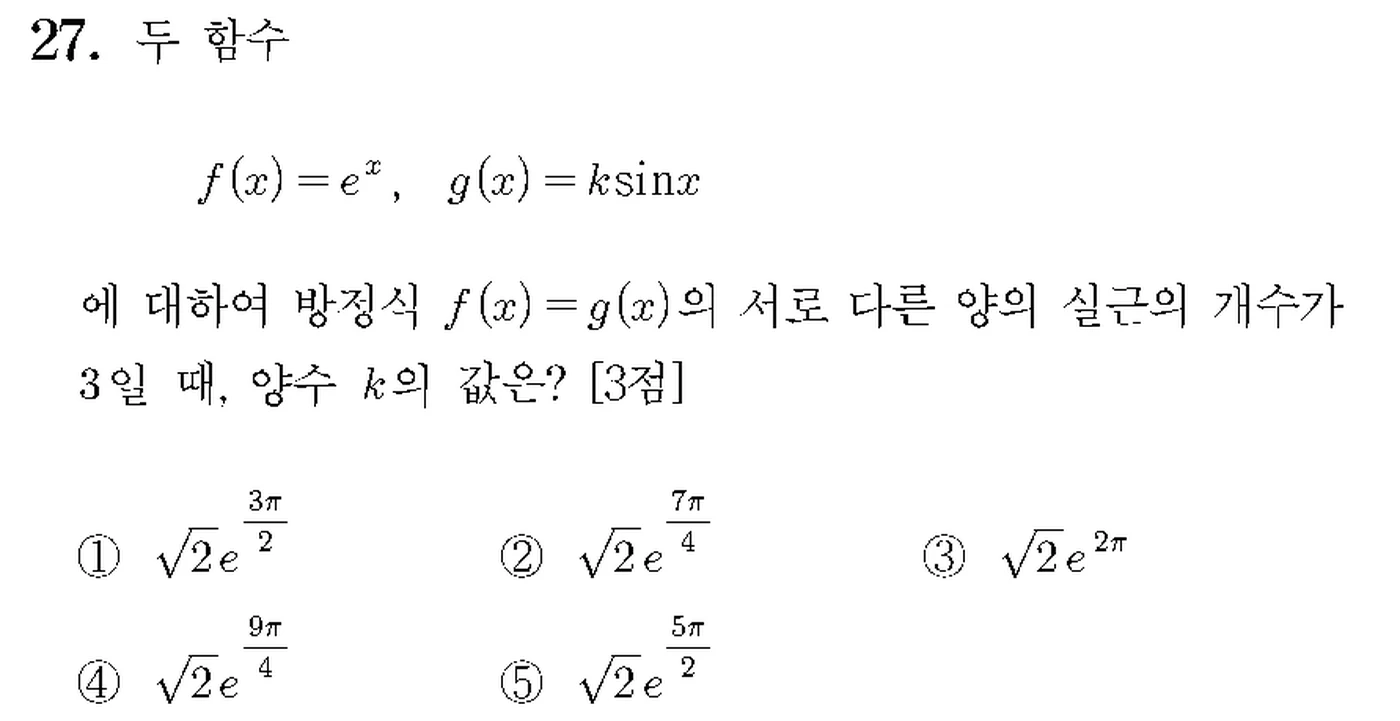 27. 두 함수
f(x)=e^x, g(x)=ksinx
에 대하여 방정식 f(x)=g(x)의 서로 다른 양의 실근의 개수가
3일 때, 양수 k의 값은? [3점]
① √2e^(3π/2) ② √2e^(7π/4) ③ √2e^(2π)
④ √2e^(9π/4) ⑤ √2e^(5π/2)